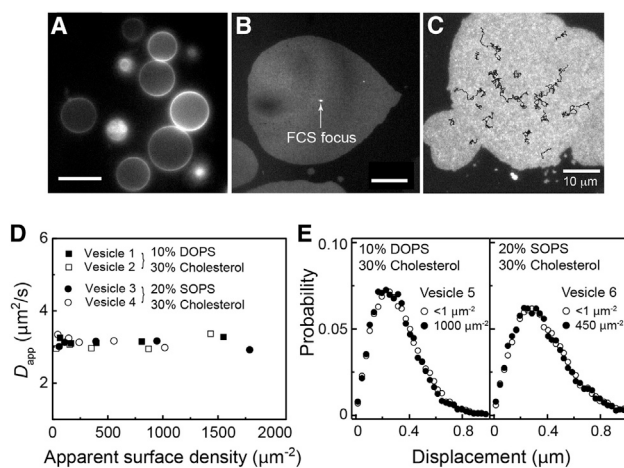 A
B
C
FCS focus
10 μm
D
6
4
2
D app (μm²/s)
Vesicle 1
Vesicle 2
10% DOPS
30% Cholesterol
Vesicle 3
Vesicle 4
20% SOPS
30% Cholesterol
0 500 1000 1500 2000
Apparent surface density (μm⁻²)
E
0.10
0.05
0
Probability
10% DOPS
30% Cholesterol
Vesicle 5
<1 μm⁻²
1000 μm⁻²
20% SOPS
30% Cholesterol
Vesicle 6
<1 μm⁻²
450 μm⁻²
0 0.4 0.8 0 0.4 0.8
Displacement (μm)